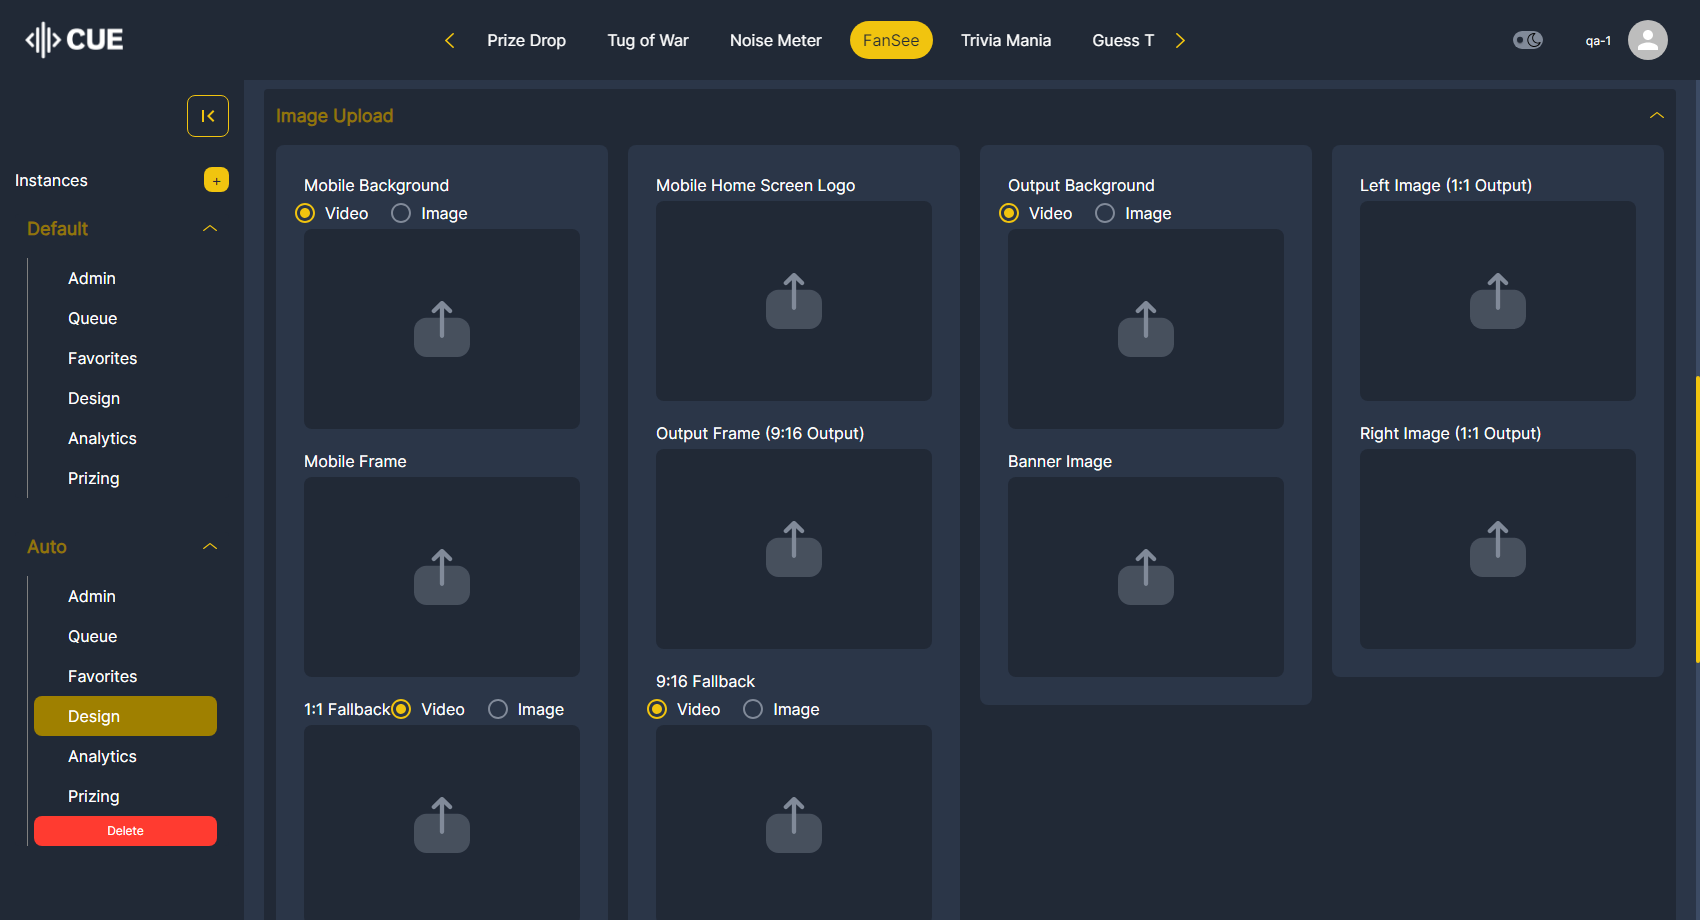 CUE
Prize Drop
Tug of War
Noise Meter
FanSee
Trivia Mania
Guess T
qa-1
Instances
+
Default
Admin
Queue
Favorites
Design
Analytics
Prizing
Auto
Admin
Queue
Favorites
Design
Analytics
Prizing
Delete
Image Upload
Mobile Background
Video Image
Mobile Frame
1:1 Fallback Video Image
Mobile Home Screen Logo
Output Frame (9:16 Output)
9:16 Fallback
Video Image
Output Background
Video Image
Banner Image
Left Image (1:1 Output)
Right Image (1:1 Output)